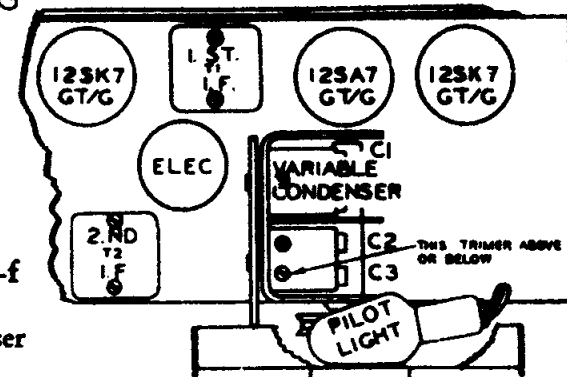 G
12SK7
GT/G
1.ST.
T1
I.F.
12SA7
GT/G
12SK7
GT/G
ELEC
C1
VARIABLE
CONDENSER
2.ND
T2
I.F
C2
C3
THIS TRIMER ABOVE
OR BELOW
-f
ser
PILOT
LIGHT